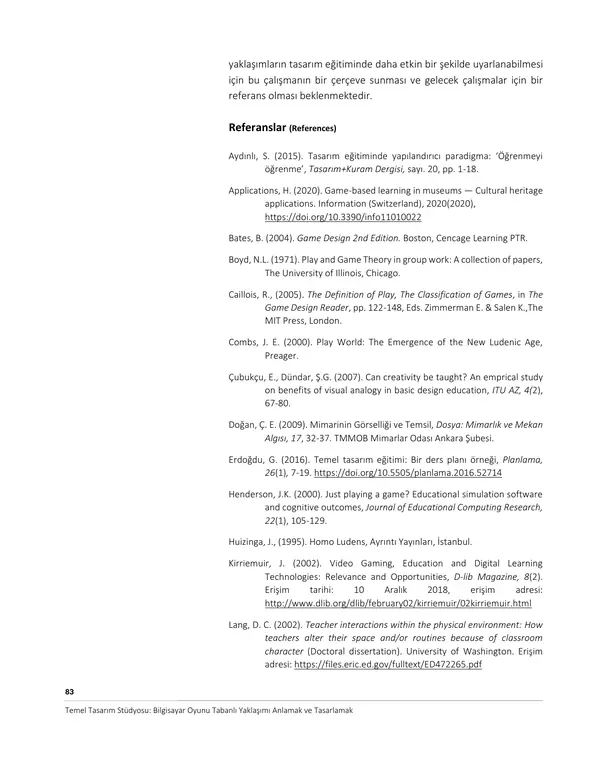 yaklaşımların tasarım eğitiminde daha etkin bir şekilde uyarlanabilmesi
için bu çalışmanın bir çerçeve sunması ve gelecek çalışmalar için bir
referans olması beklenmektedir.
Referanslar (References)
Aydınlı, S. (2015). Tasarım eğitiminde yapılandırıcı paradigma: ‘Öğrenmeyi
öğrenme’, Tasarım+Kuram Dergisi, sayı. 20, pp. 1-18.
Applications, H. (2020). Game-based learning in museums — Cultural heritage
applications. Information (Switzerland), 2020(2020),
https://doi.org/10.3390/info11010022
Bates, B. (2004). Game Design 2nd Edition. Boston, Cencage Learning PTR.
Boyd, N.L. (1971). Play and Game Theory in group work: A collection of papers,
The University of Illinois, Chicago.
Caillois, R., (2005). The Definition of Play, The Classification of Games, in The
Game Design Reader, pp. 122-148, Eds. Zimmerman E. & Salen K.,The
MIT Press, London.
Combs, J. E. (2000). Play World: The Emergence of the New Ludenic Age,
Preager.
Çubukçu, E., Dündar, Ş.G. (2007). Can creativity be taught? An emprical study
on benefits of visual analogy in basic design education, ITU AZ, 4(2),
67-80.
Doğan, Ç. E. (2009). Mimarinin Görselliği ve Temsil, Dosya: Mimarlık ve Mekan
Algısı, 17, 32-37. TMMOB Mimarlar Odası Ankara Şubesi.
Erdoğdu, G. (2016). Temel tasarım eğitimi: Bir ders planı örneği, Planlama,
26(1), 7-19. https://doi.org/10.5505/planlama.2016.52714
Henderson, J.K. (2000). Just playing a game? Educational simulation software
and cognitive outcomes, Journal of Educational Computing Research,
22(1), 105-129.
Huizinga, J., (1995). Homo Ludens, Ayrıntı Yayınları, İstanbul.
Kirriemuir, J. (2002). Video Gaming, Education and Digital Learning
Technologies: Relevance and Opportunities, D-lib Magazine, 8(2).
Erişim tarihi: 10 Aralık 2018, erişim adresi:
http://www.dlib.org/dlib/february02/kirriemuir/02kirriemuir.html
Lang, D. C. (2002). Teacher interactions within the physical environment: How
teachers alter their space and/or routines because of classroom
character (Doctoral dissertation). University of Washington. Erişim
adresi: https://files.eric.ed.gov/fulltext/ED472265.pdf
83
Temel Tasarım Stüdyosu: Bilgisayar Oyunu Tabanlı Yaklaşımı Anlamak ve Tasarlamak